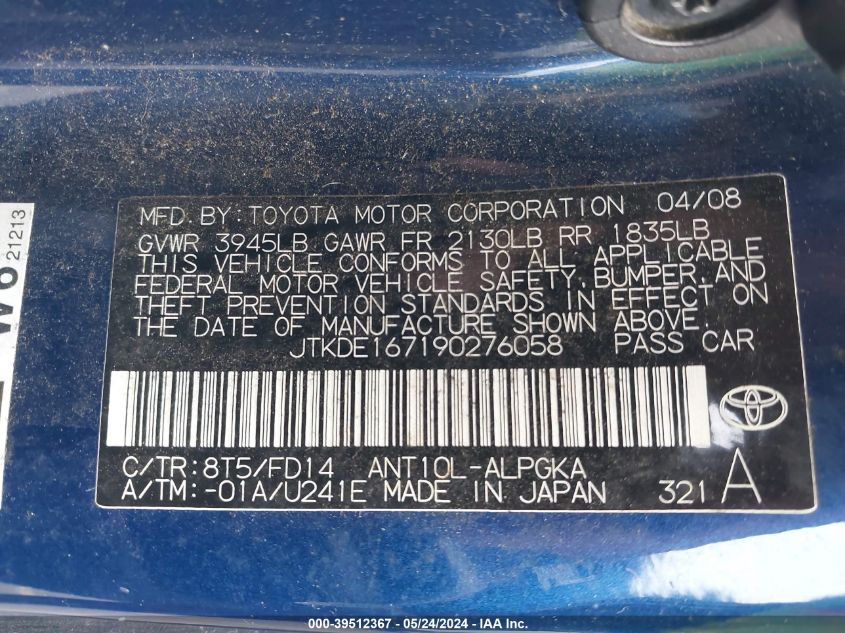 MFD. BY: TOYOTA MOTOR CORPORATION 04/08
GVWR 3945LB GAWR FR 2130LB RR 1835LB
THIS VEHICLE CONFORMS TO ALL APPLICABLE
FEDERAL MOTOR VEHICLE SAFETY, BUMPER, AND
THEFT PREVENTION STANDARDS IN EFFECT ON
THE DATE OF MANUFACTURE SHOWN ABOVE.
JTKDE167190276058 PASS CAR
C/TR: 8T5/FD14 ANT10L-ALPGKA
A/TM: -01A/U241E MADE IN JAPAN 321 A
21213
000-39512367 - 05/24/2024 - IAA Inc.